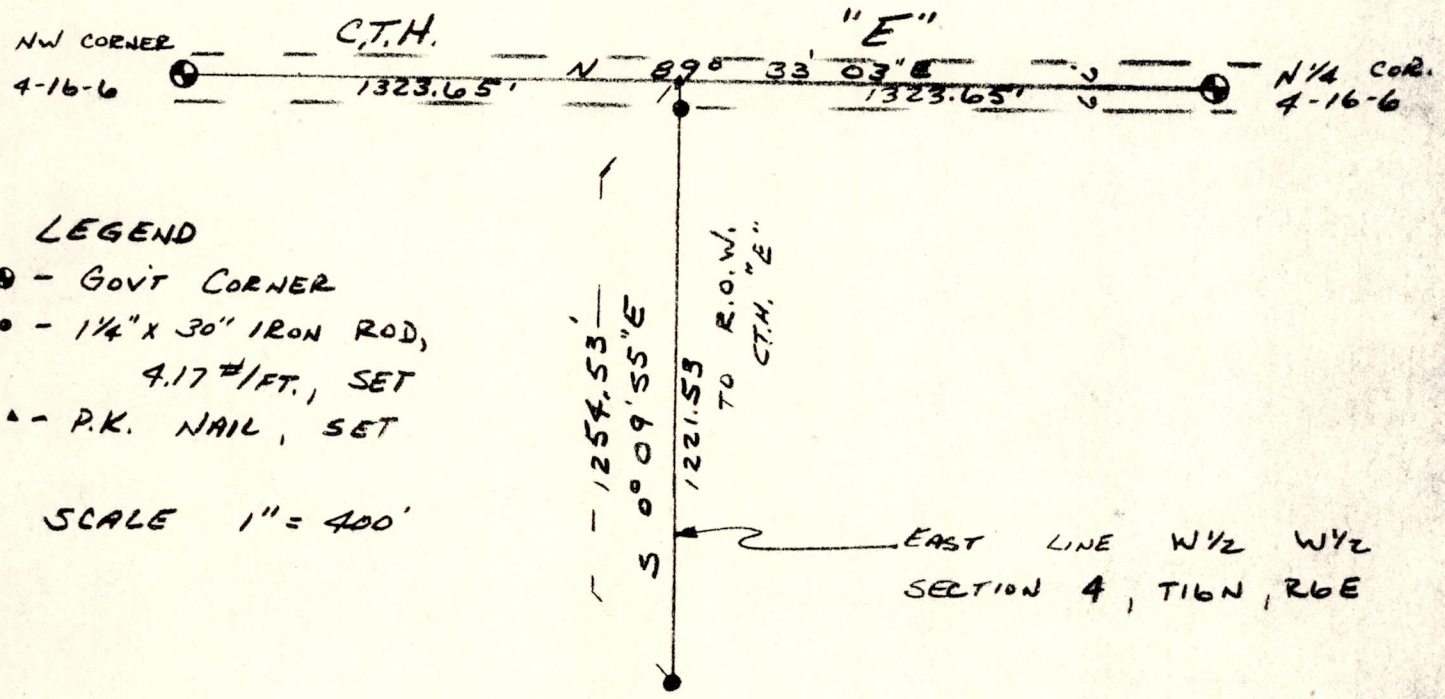 C.T.H. "E"
NW CORNER
4-16-6
N 89° 33' 03" E
1323.65'
1323.65'
N 1/4 COR.
4-16-6
LEGEND
- GOV'T CORNER
- 1 1/4" X 30" IRON ROD,
4.17 #/FT., SET
- P.K. NAIL, SET
SCALE 1" = 400'
1254.53'
S 0° 09' 55" E
1221.53
TO R.O.W.
C.T.H. "E"
EAST LINE W 1/2 W 1/2
SECTION 4, T16N, R6E